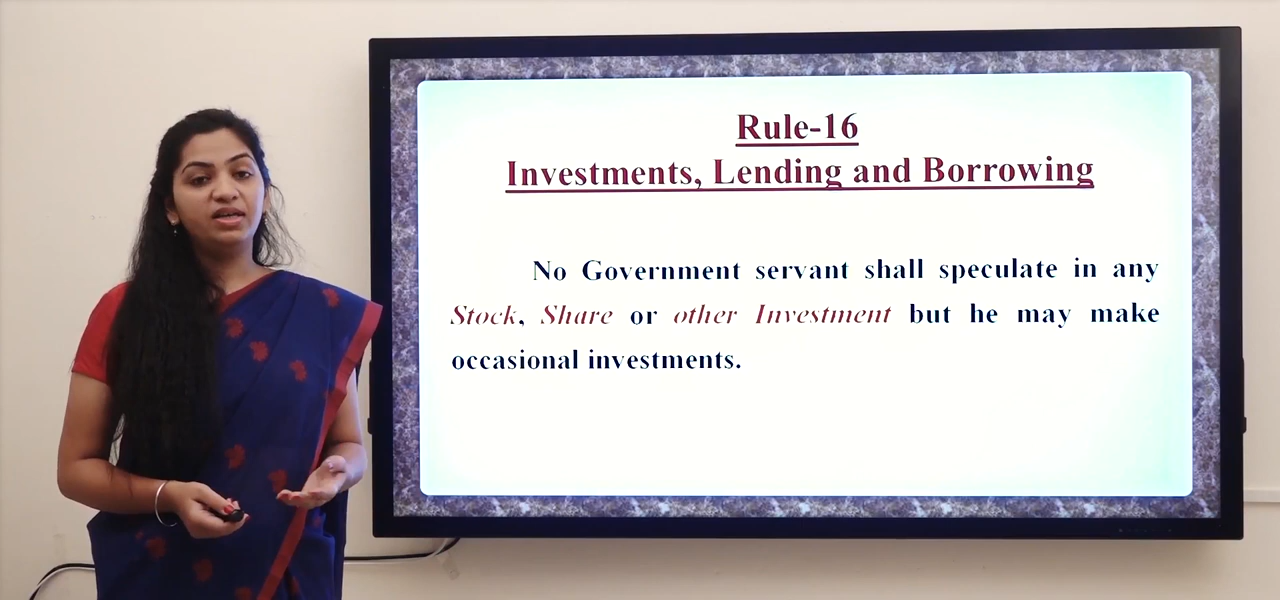 Rule-16
Investments, Lending and Borrowing
No Government servant shall speculate in any
Stock, Share or other Investment but he may make
occasional investments.